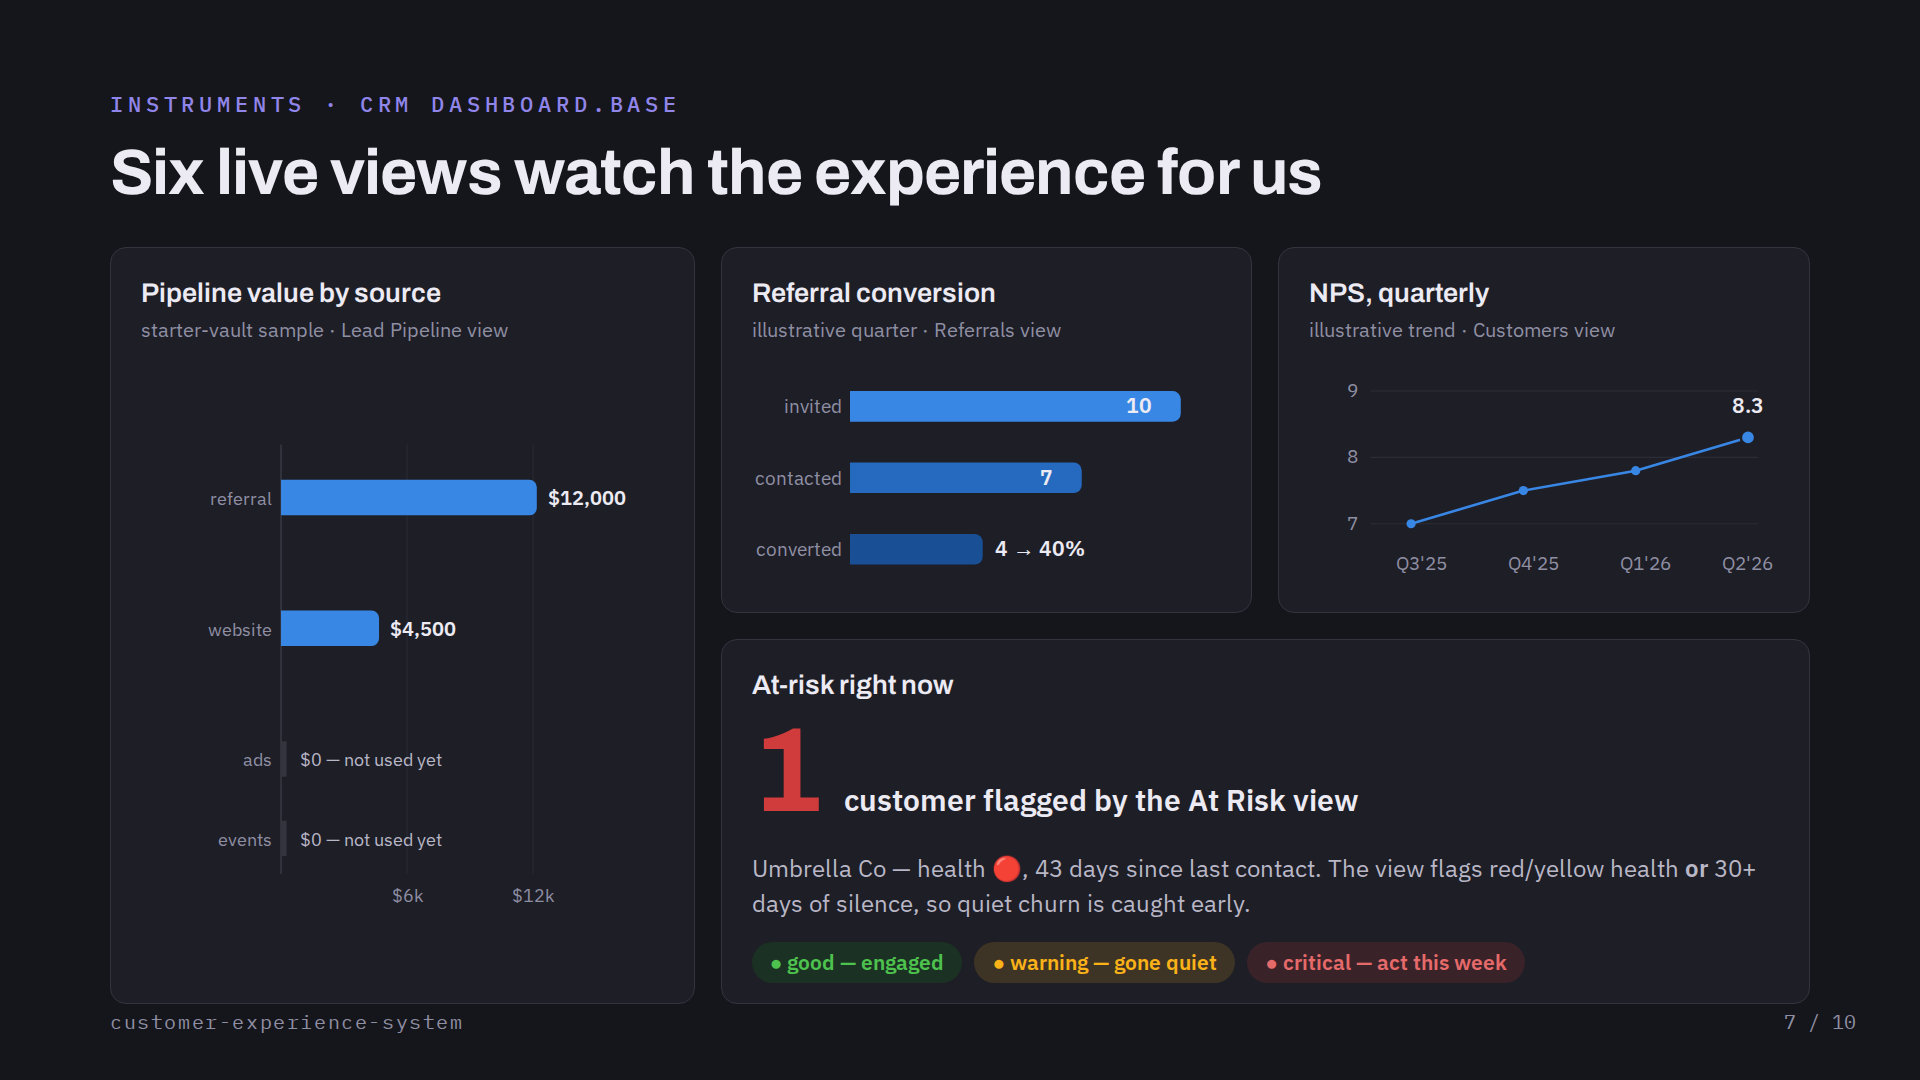 INSTRUMENTS · CRM DASHBOARD.BASE
Six live views watch the experience for us
Pipeline value by source
starter-vault sample · Lead Pipeline view
referral $12,000
website $4,500
ads $0 — not used yet
events $0 — not used yet
$6k $12k
Referral conversion
illustrative quarter · Referrals view
invited 10
contacted 7
converted 4 → 40%
NPS, quarterly
illustrative trend · Customers view
9
8.3
8
7
Q3'25 Q4'25 Q1'26 Q2'26
At-risk right now
1 customer flagged by the At Risk view
Umbrella Co — health 🔴, 43 days since last contact. The view flags red/yellow health or 30+
days of silence, so quiet churn is caught early.
● good — engaged ● warning — gone quiet ● critical — act this week
customer-experience-system
7 / 10